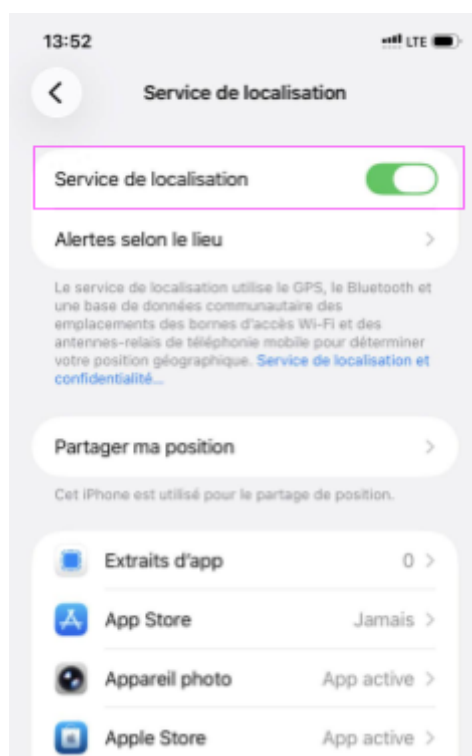 13:52 LTE
Service de localisation
Service de localisation
Alertes selon le lieu
Le service de localisation utilise le GPS, le Bluetooth et
une base de données communautaire des
emplacements des bornes d'accès Wi-Fi et des
antennes-relais de téléphonie mobile pour déterminer
votre position géographique. Service de localisation et
confidentialité...
Partager ma position
Cet iPhone est utilisé pour le partage de position.
Extraits d'app 0
App Store Jamais
Appareil photo App active
Apple Store App active